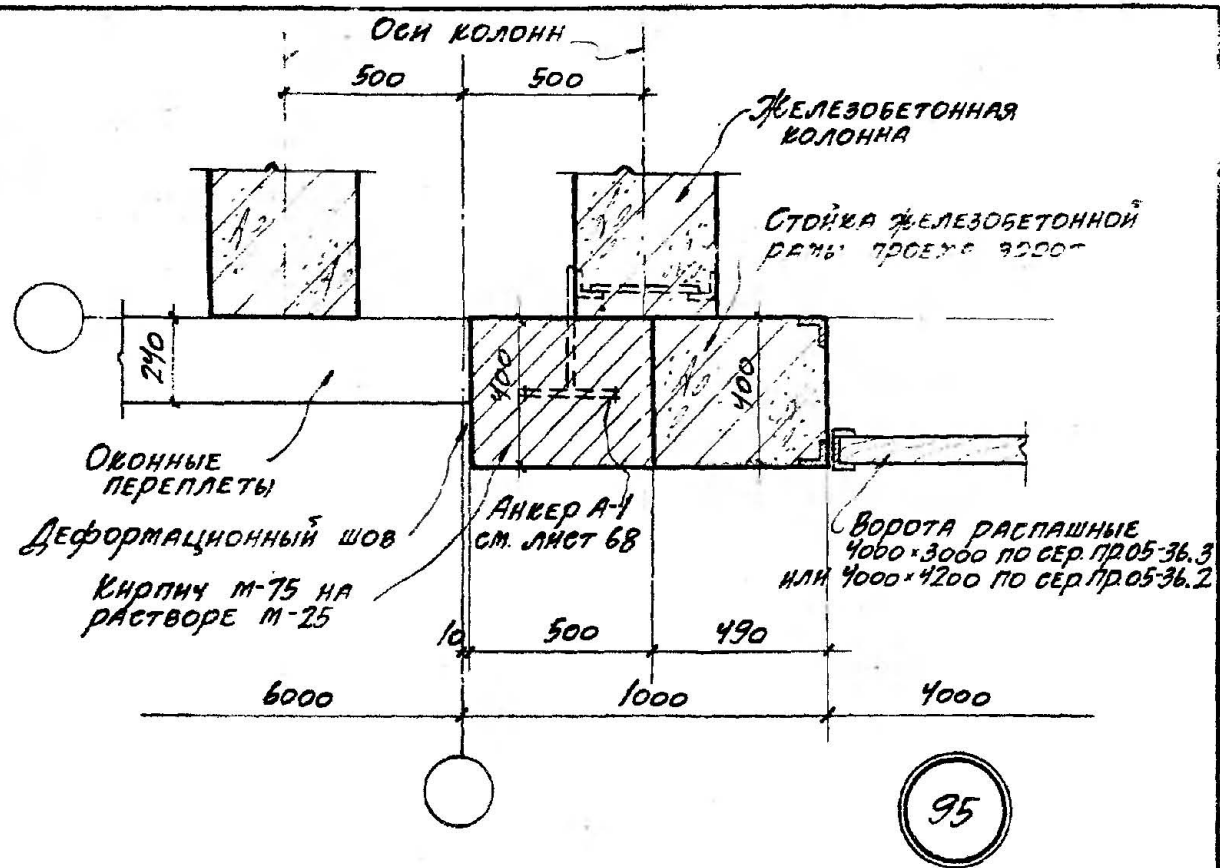 Оси колонн
500
500
Железобетонная
колонна
Стойка железобетонной
рамы проема
240
400
400
Оконные
переплеты
Деформационный шов
Анкер А-1
см. лист 68
Кирпич М-75 на
растворе М-25
Ворота распашные
4000×3000 по сер. ПР.05-36.3
или 4000×4200 по сер. ПР.05-36.2
10
500
490
6000
1000
4000
95